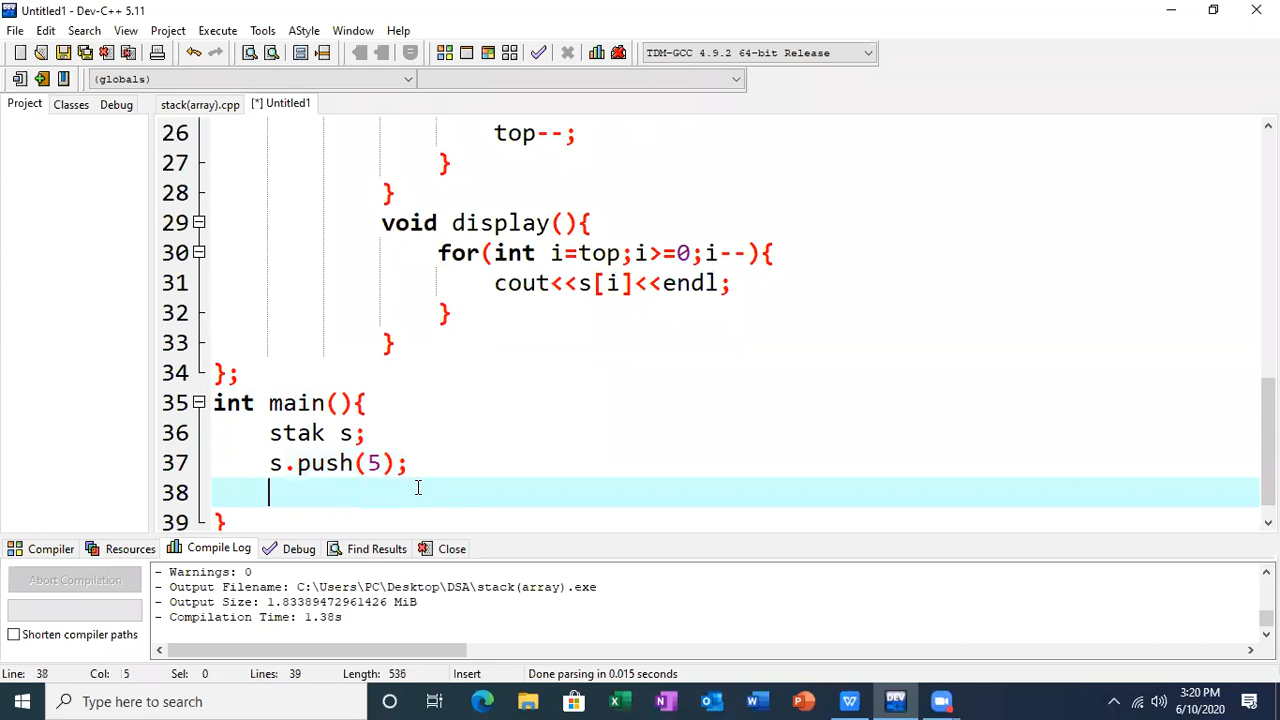 Untitled1 - Dev-C++ 5.11
File Edit Search View Project Execute Tools AStyle Window Help
TDM-GCC 4.9.2 64-bit Release
(globals)
Project Classes Debug stack(array).cpp [*] Untitled1
26 top--;
27 }
28 }
29 void display(){
30 for(int i=top;i>=0;i--){
31 cout<<s[i]<<endl;
32 }
33 }
34 };
35 int main(){
36 stak s;
37 s.push(5);
38
39 }
Compiler Resources Compile Log Debug Find Results Close
Abort Compilation
Shorten compiler paths
- Warnings: 0
- Output Filename: C:\Users\PC\Desktop\DSA\stack(array).exe
- Output Size: 1.83389472961426 MiB
- Compilation Time: 1.38s
Line: 38 Col: 5 Sel: 0 Lines: 39 Length: 536 Insert Done parsing in 0.015 seconds
Type here to search
3:20 PM
6/10/2020